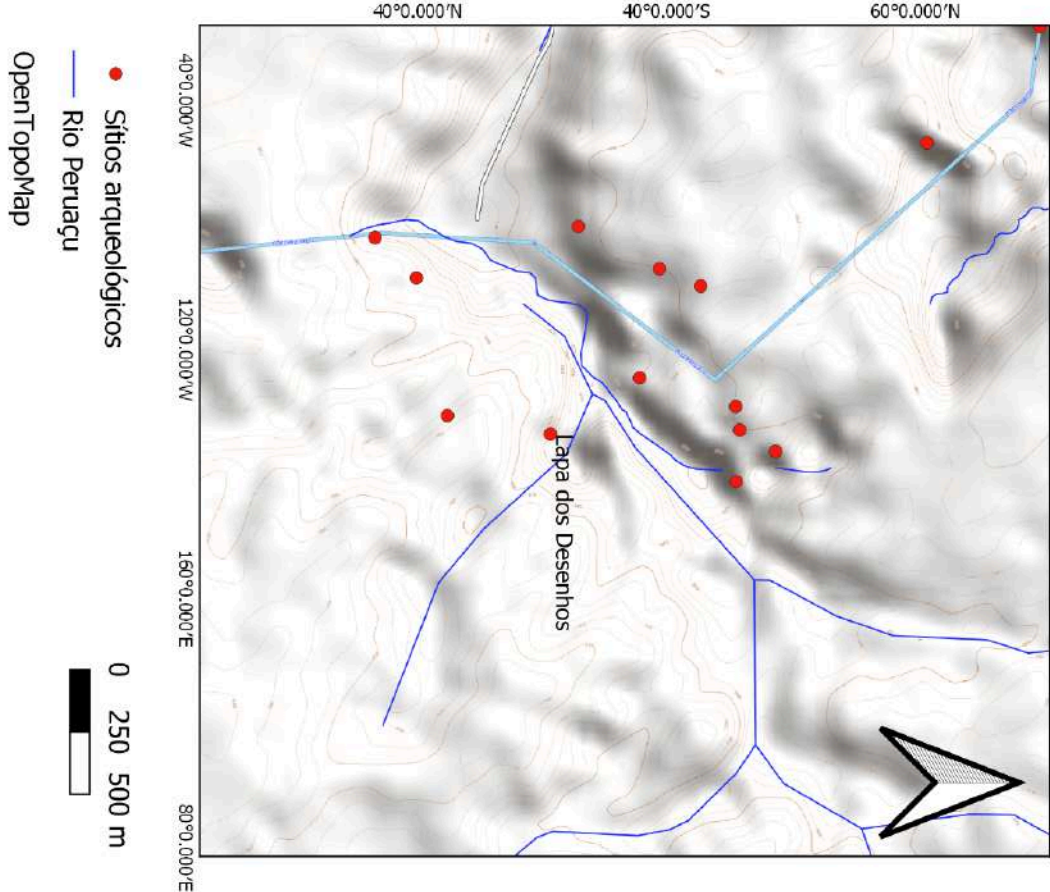 40°0.000'N
40°0.000'S
60°0.000'N
40°0.000'W
120°0.000'W
160°0.000'E
80°0.000'E
Lapa dos Desenhos
Sítios arqueológicos
Rio Peruaçu
OpenTopoMap
0 250 500 m